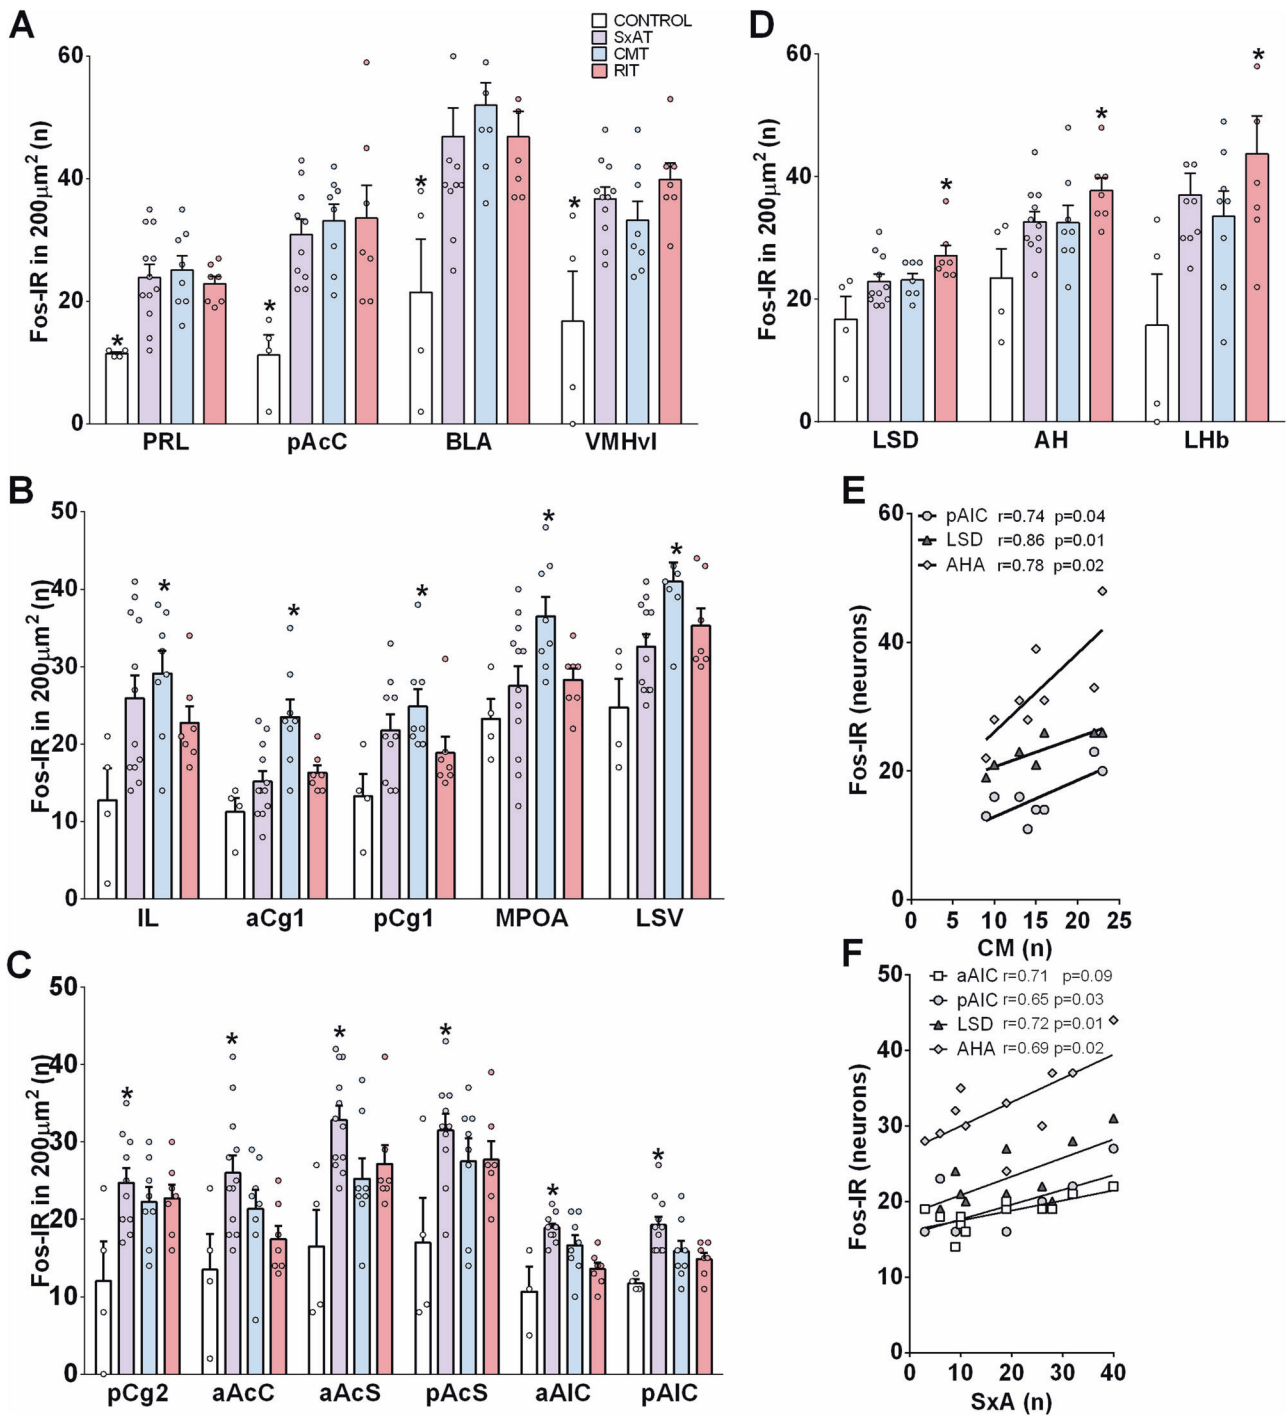 A
CONTROL
SxAT
CMT
RIT
Fos-IR in 200µm² (n)
60
40
20
0
*
*
*
*
PRL pAcC BLA VMHvl
D
Fos-IR in 200µm² (n)
60
40
20
0
*
*
*
LSD AH LHb
B
Fos-IR in 200µm² (n)
50
40
30
20
10
0
*
*
*
*
*
IL aCg1 pCg1 MPOA LSV
E
Fos-IR (neurons)
60
40
20
0
pAIC r=0.74 p=0.04
LSD r=0.86 p=0.01
AHA r=0.78 p=0.02
0 5 10 15 20 25
CM (n)
C
Fos-IR in 200µm² (n)
50
40
30
20
10
0
*
*
*
*
*
*
pCg2 aAcC aAcS pAcS aAIC pAIC
F
Fos-IR (neurons)
50
40
30
20
10
0
aAIC r=0.71 p=0.09
pAIC r=0.65 p=0.03
LSD r=0.72 p=0.01
AHA r=0.69 p=0.02
0 10 20 30 40
SxA (n)